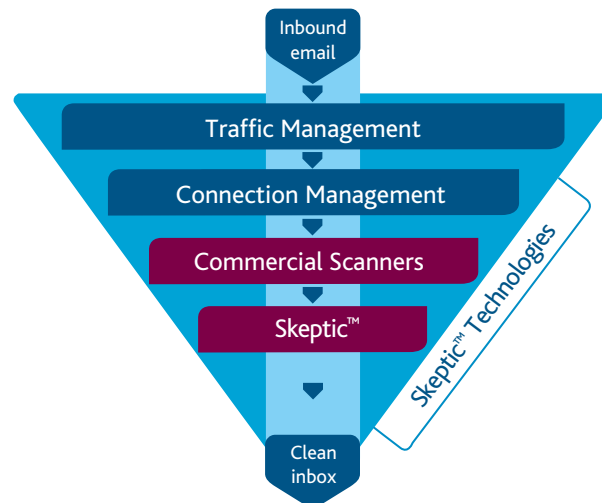 Inbound
email
Traffic Management
Connection Management
Commercial Scanners
Skeptic™
Skeptic™ Technologies
Clean
inbox